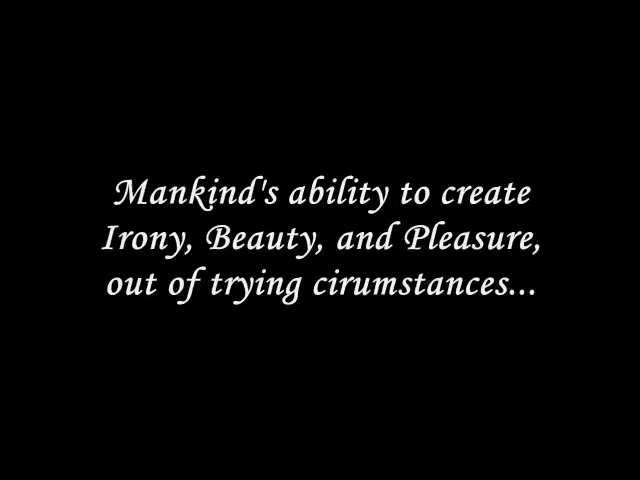 Mankind's ability to create
Irony, Beauty, and Pleasure,
out of trying cirumstances...